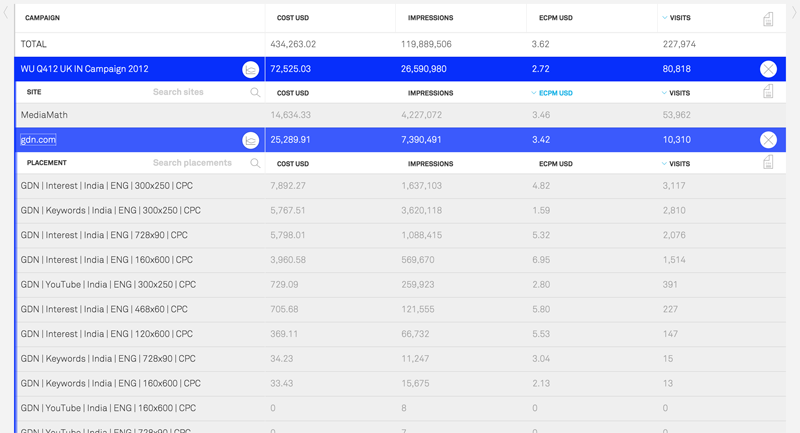 CAMPAIGN COST USD IMPRESSIONS ECPM USD VISITS
TOTAL 434,263.02 119,889,506 3.62 227,974
WU Q412 UK IN Campaign 2012 72,525.03 26,590,980 2.72 80,818
SITE Search sites COST USD IMPRESSIONS ECPM USD VISITS
MediaMath 14,634.33 4,227,072 3.46 53,962
gdn.com 25,289.91 7,390,491 3.42 10,310
PLACEMENT Search placements COST USD IMPRESSIONS ECPM USD VISITS
GDN | Interest | India | ENG | 300x250 | CPC 7,892.27 1,637,103 4.82 3,117
GDN | Keywords | India | ENG | 300x250 | CPC 5,767.51 3,620,118 1.59 2,810
GDN | Interest | India | ENG | 728x90 | CPC 5,798.01 1,088,415 5.32 2,076
GDN | Interest | India | ENG | 160x600 | CPC 3,960.58 569,670 6.95 1,514
GDN | YouTube | India | ENG | 300x250 | CPC 729.09 259,923 2.80 391
GDN | Interest | India | ENG | 468x60 | CPC 705.68 121,555 5.80 227
GDN | Interest | India | ENG | 120x600 | CPC 369.11 66,732 5.53 147
GDN | Keywords | India | ENG | 728x90 | CPC 34.23 11,247 3.04 15
GDN | Keywords | India | ENG | 160x600 | CPC 33.43 15,675 2.13 13
GDN | YouTube | India | ENG | 160x600 | CPC 0 8 0 0
GDN | YouTube | India | ENG | 728x90 | CPC 0 7 0 0